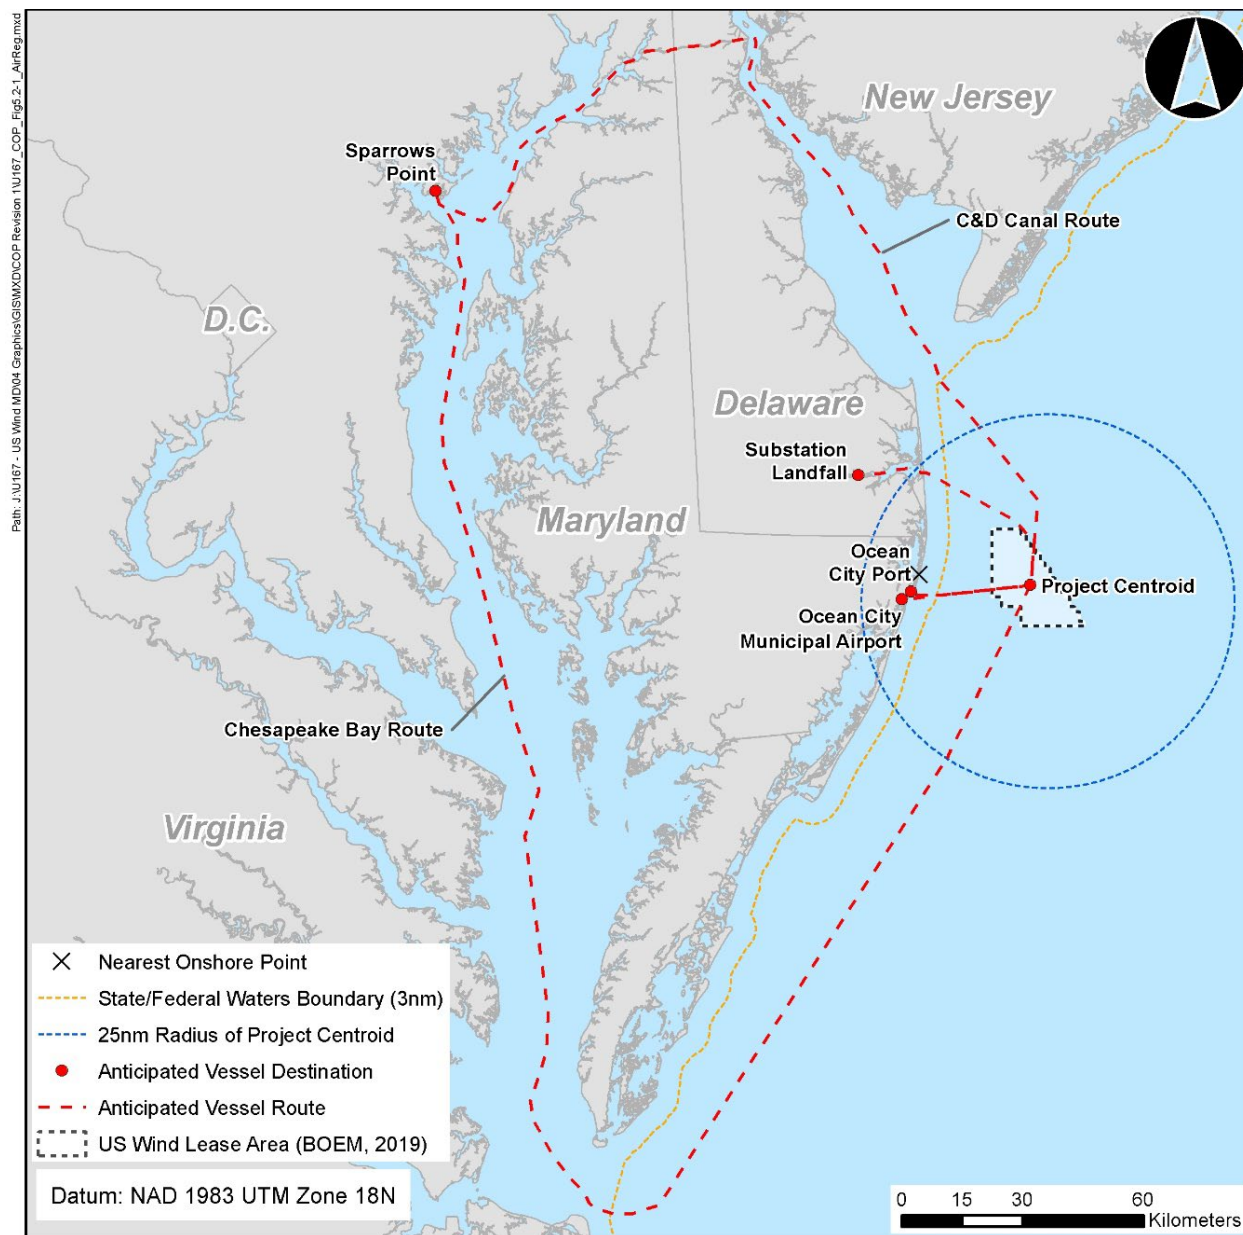 Path: J:\U167 - US Wind MD\04 Graphics\GIS\MXD\COP Revision 1\U167_COP_Fig5.2-1_AirReg.mxd
New Jersey
Sparrows
Point
C&D Canal Route
D.C.
Delaware
Substation
Landfall
Maryland
Ocean
City Port
Project Centroid
Ocean City
Municipal Airport
Chesapeake Bay Route
Virginia
Nearest Onshore Point
State/Federal Waters Boundary (3nm)
25nm Radius of Project Centroid
Anticipated Vessel Destination
Anticipated Vessel Route
US Wind Lease Area (BOEM, 2019)
Datum: NAD 1983 UTM Zone 18N
0 15 30 60
Kilometers